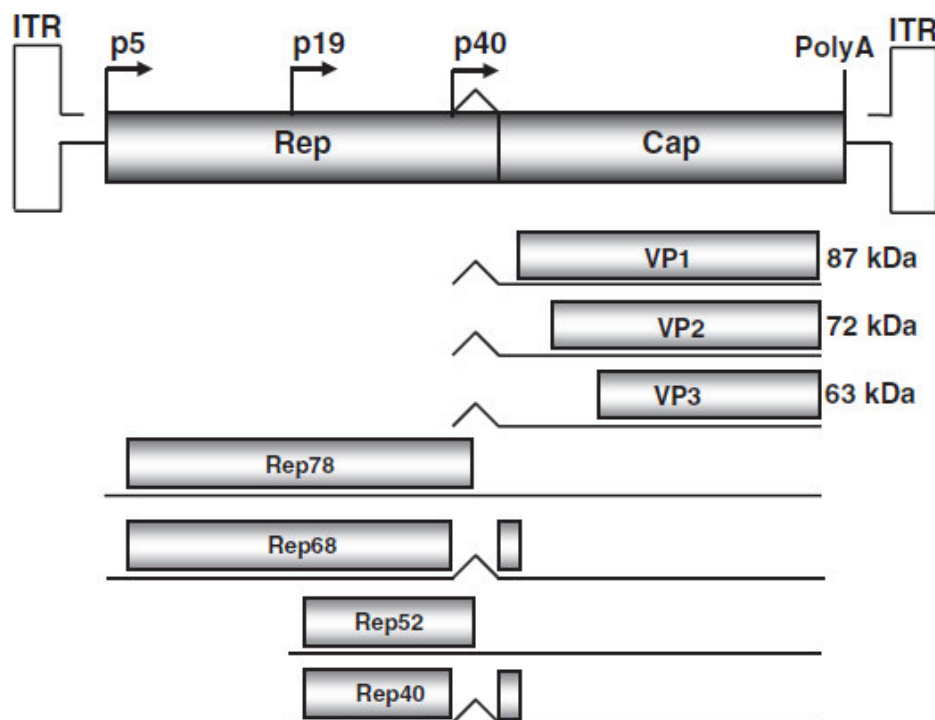 ITR
p5
p19
p40
PolyA
ITR
Rep
Cap
VP1
87 kDa
VP2
72 kDa
VP3
63 kDa
Rep78
Rep68
Rep52
Rep40